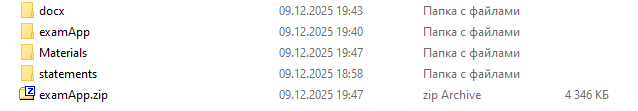 docx 09.12.2025 19:43 Папка с файлами
examApp 09.12.2025 19:40 Папка с файлами
Materials 09.12.2025 19:47 Папка с файлами
statements 09.12.2025 18:58 Папка с файлами
examApp.zip 09.12.2025 19:47 zip Archive 4 346 КБ